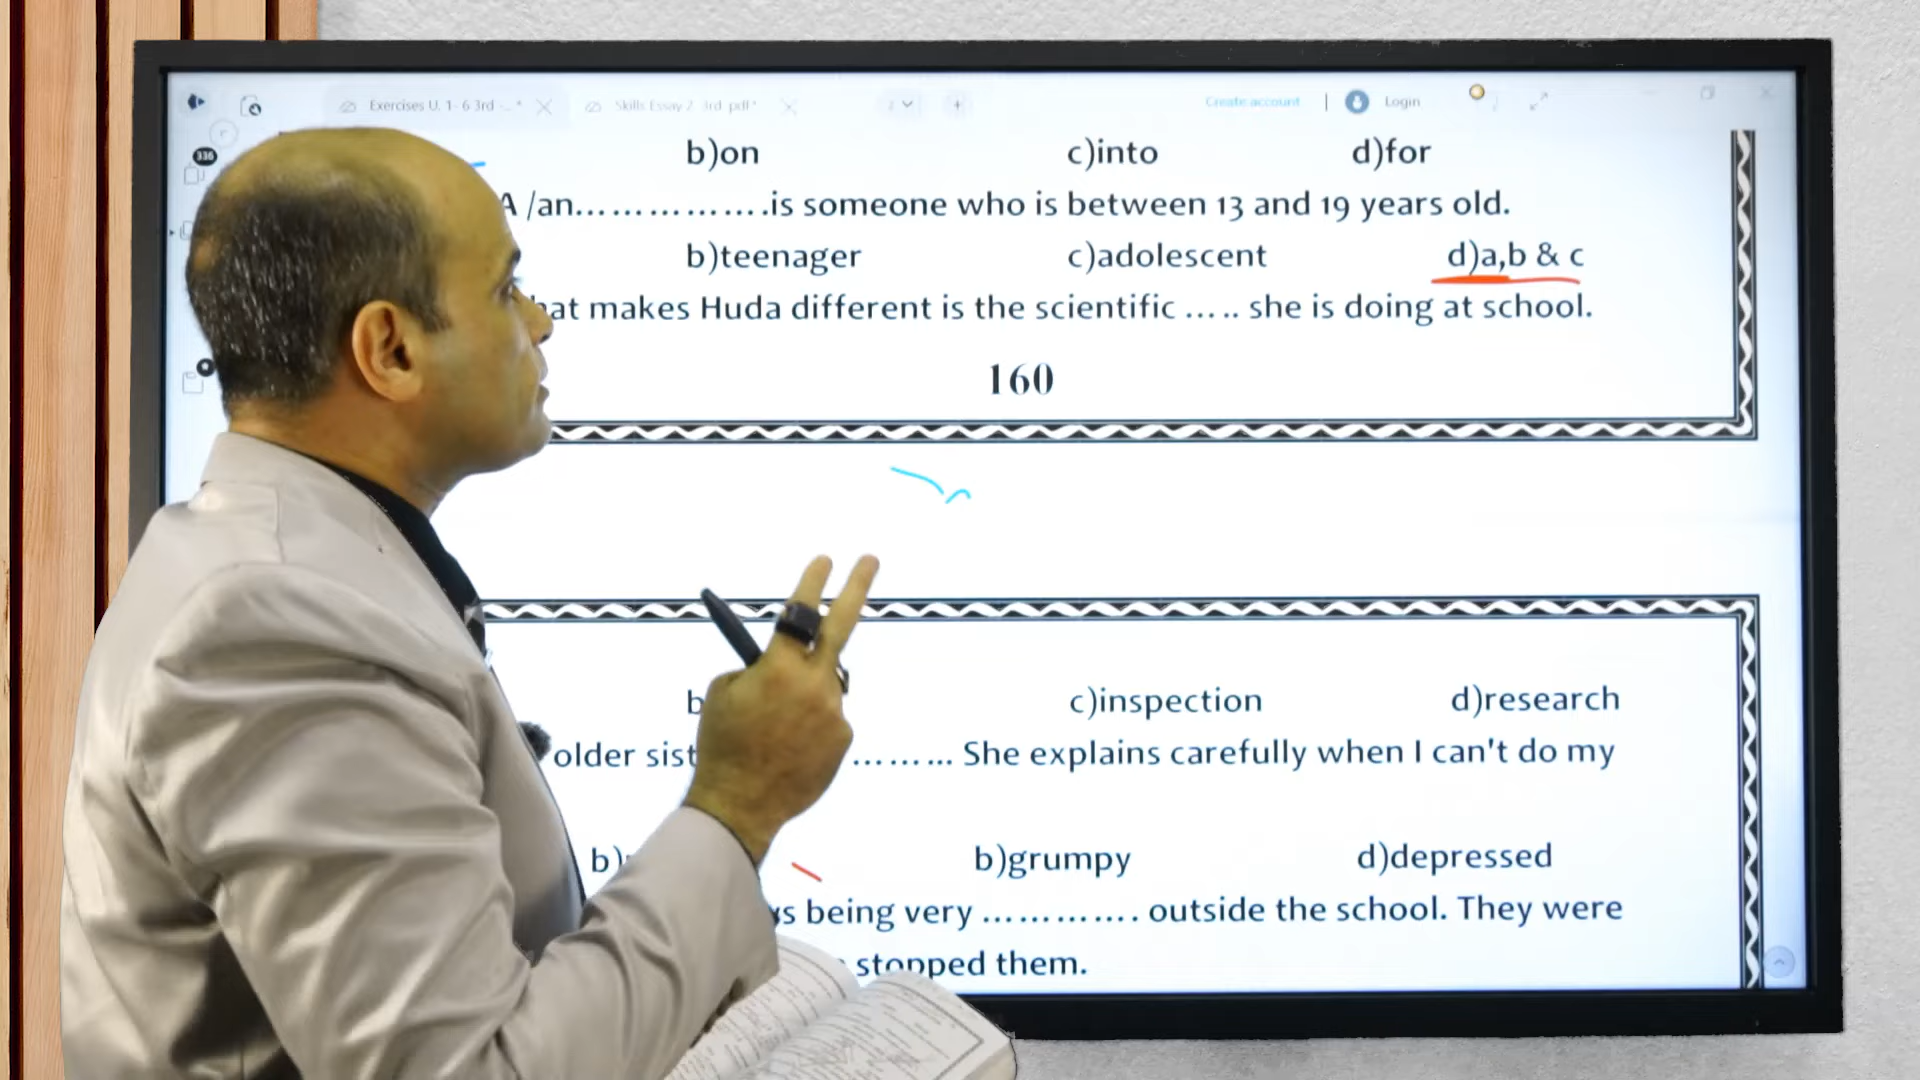 Exercises U. 1- 6 3rd ... * Skills Essay 2 3rd pdf* Create account | Login
336
b)on c)into d)for
A /an.................is someone who is between 13 and 19 years old.
b)teenager c)adolescent d)a,b & c
hat makes Huda different is the scientific ..... she is doing at school.
160
c)inspection d)research
older sist ......... She explains carefully when I can't do my
b) b)grumpy d)depressed
s being very ............. outside the school. They were
stopped them.